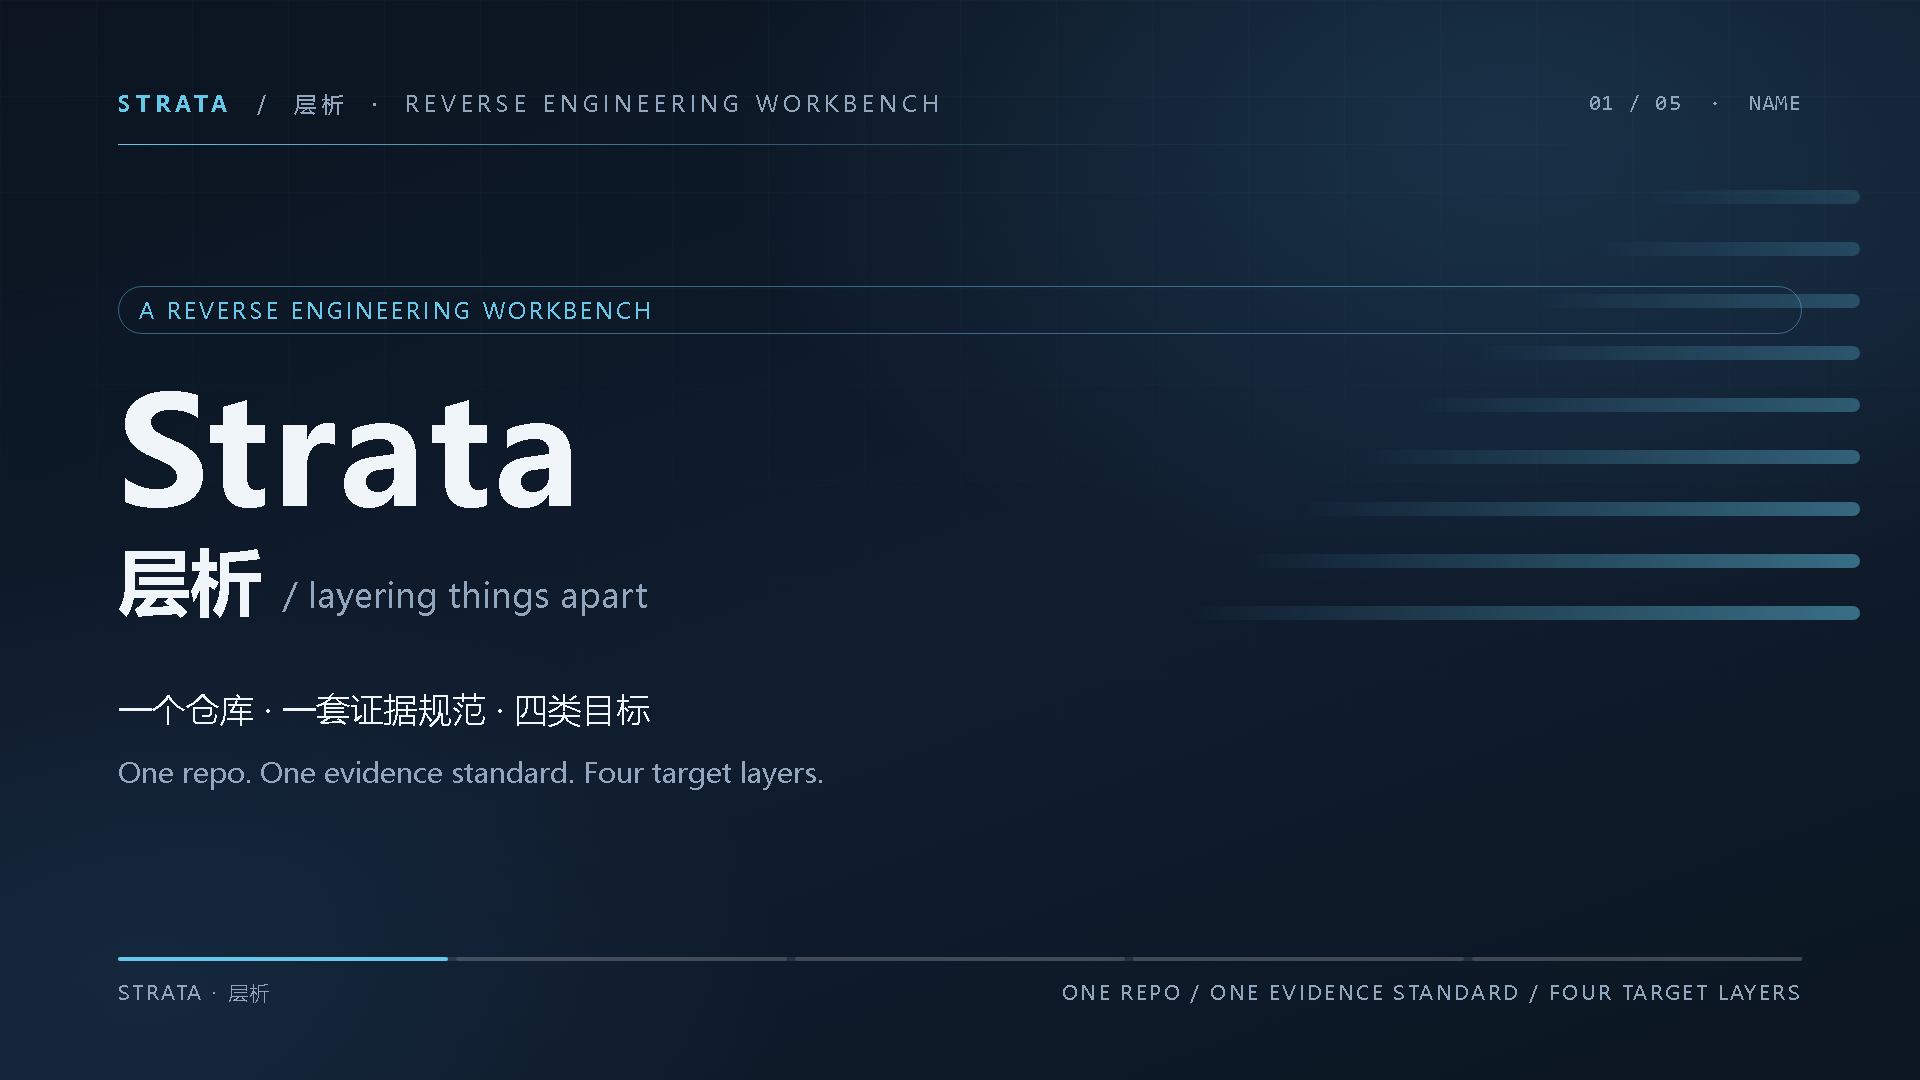 STRATA / 层析 · REVERSE ENGINEERING WORKBENCH
01 / 05 · NAME
A REVERSE ENGINEERING WORKBENCH
Strata
层析 / layering things apart
一个仓库 · 一套证据规范 · 四类目标
One repo. One evidence standard. Four target layers.
STRATA · 层析
ONE REPO / ONE EVIDENCE STANDARD / FOUR TARGET LAYERS